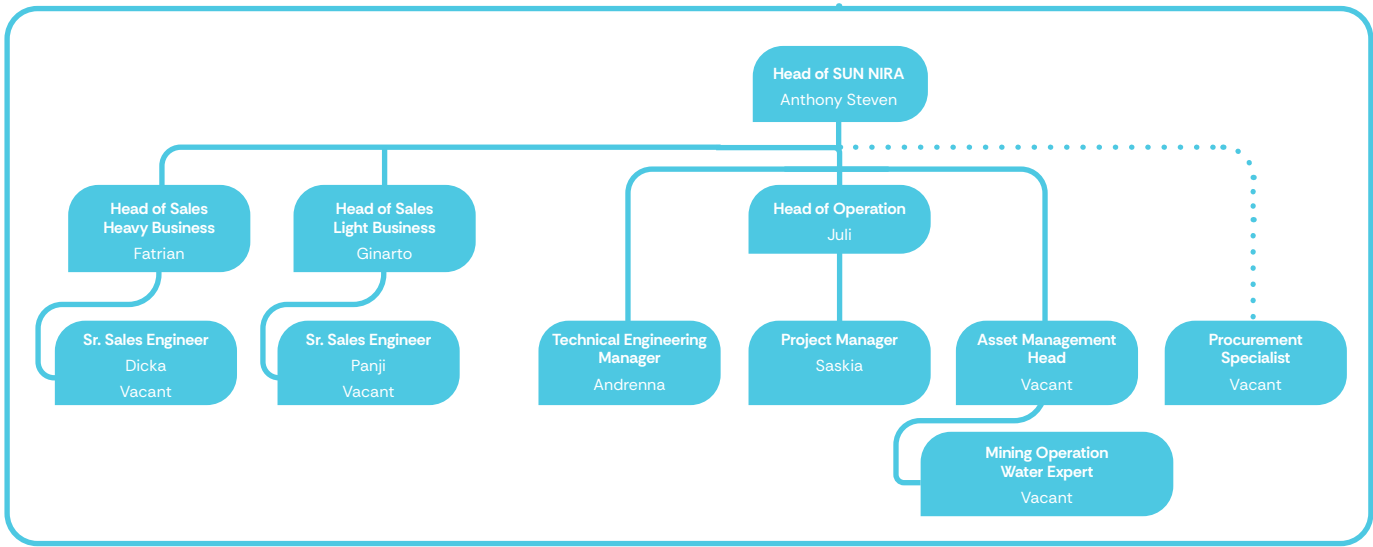 Head of SUN NIRA
Anthony Steven
Head of Sales
Heavy Business
Fatrian
Head of Sales
Light Business
Ginarto
Head of Operation
Juli
Sr. Sales Engineer
Dicka
Vacant
Sr. Sales Engineer
Panji
Vacant
Technical Engineering
Manager
Andrenna
Project Manager
Saskia
Asset Management
Head
Vacant
Procurement
Specialist
Vacant
Mining Operation
Water Expert
Vacant